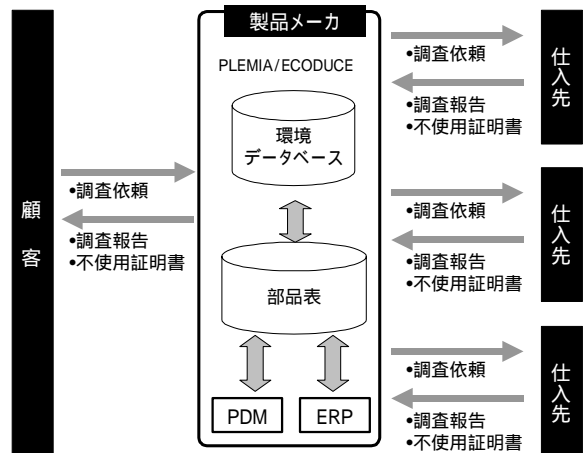 製品メーカ
PLEMIA/ECODUCE
環境
データベース
部品表
PDM
ERP
顧客
•調査依頼
•調査報告
•不使用証明書
•調査依頼
•調査報告
•不使用証明書
仕入先
•調査依頼
•調査報告
•不使用証明書
仕入先
•調査依頼
•調査報告
•不使用証明書
仕入先